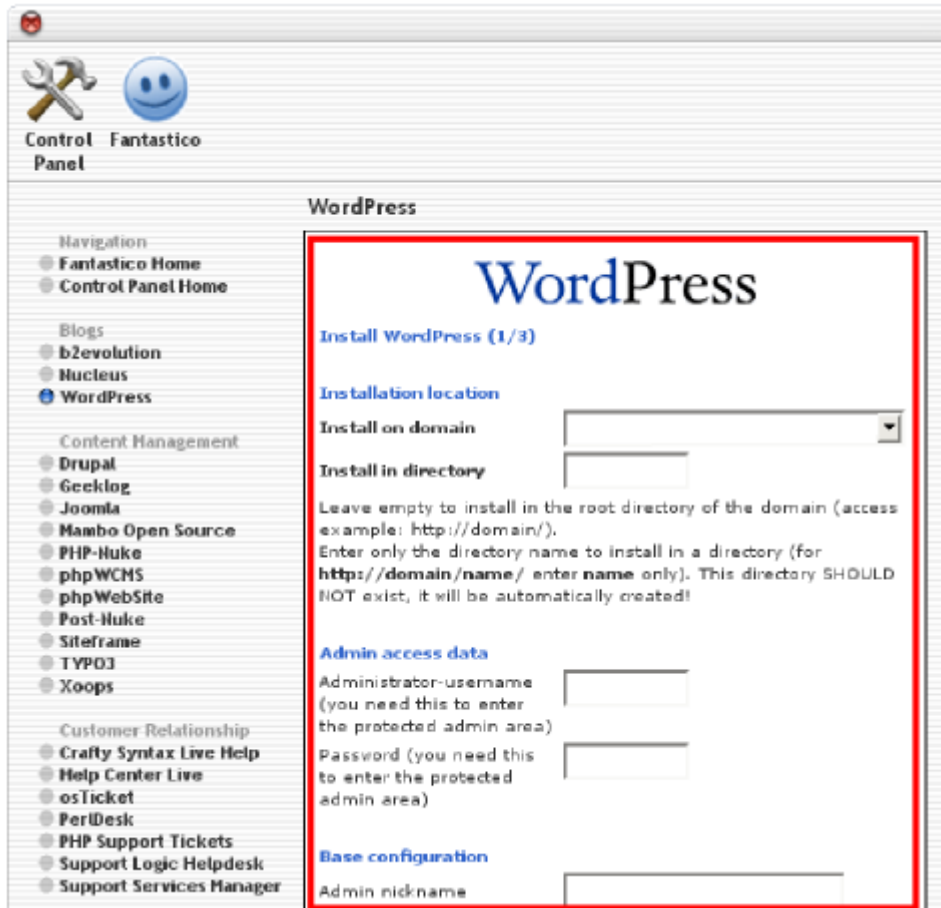 Control Panel
Fantastico
WordPress
Navigation
Fantastico Home
Control Panel Home
Blogs
b2evolution
Nucleus
WordPress
Content Management
Drupal
Geeklog
Joomla
Mambo Open Source
PHP-Nuke
phpWCMS
phpWebSite
Post-Nuke
Siteframe
TYPO3
Xoops
Customer Relationship
Crafty Syntax Live Help
Help Center Live
osTicket
PerlDesk
PHP Support Tickets
Support Logic Helpdesk
Support Services Manager
WordPress
Install WordPress (1/3)
Installation location
Install on domain
Install in directory
Leave empty to install in the root directory of the domain (access
example: http://domain/).
Enter only the directory name to install in a directory (for
http://domain/name/ enter name only). This directory SHOULD
NOT exist, it will be automatically created!
Admin access data
Administrator-username
(you need this to enter
the protected admin area)
Password (you need this
to enter the protected
admin area)
Base configuration
Admin nickname